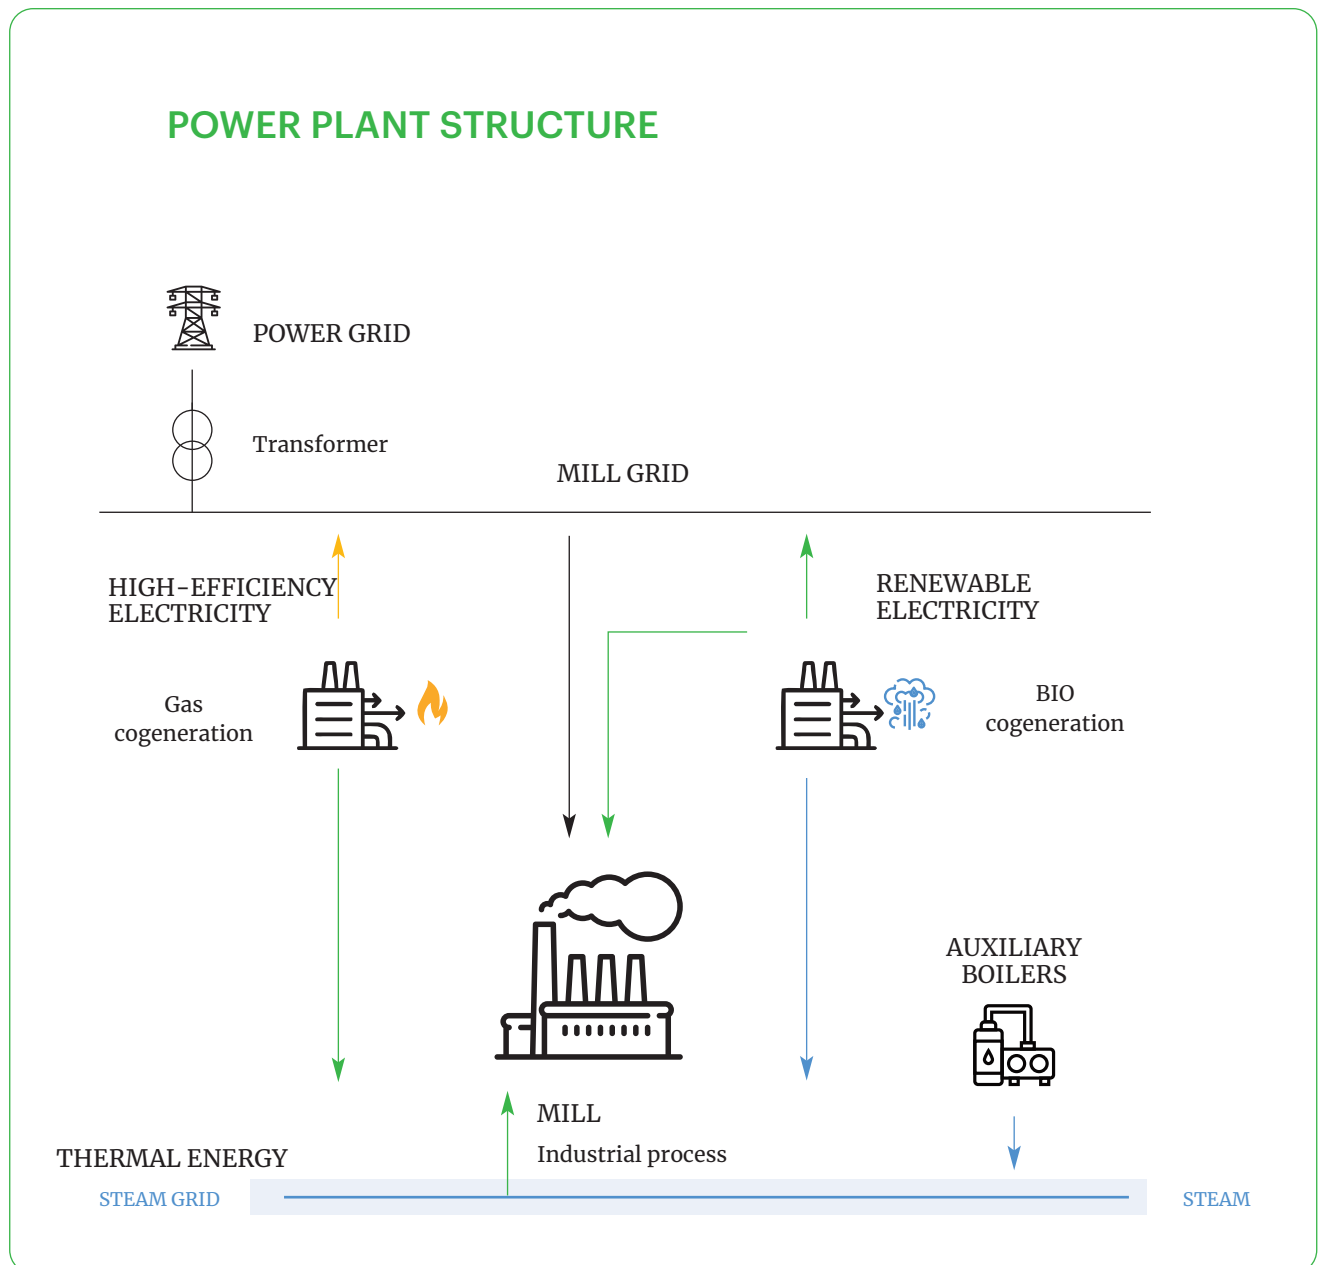 POWER PLANT STRUCTURE
POWER GRID
Transformer
MILL GRID
HIGH-EFFICIENCY
ELECTRICITY
RENEWABLE
ELECTRICITY
Gas
cogeneration
BIO
cogeneration
AUXILIARY
BOILERS
MILL
Industrial process
THERMAL ENERGY
STEAM GRID
STEAM